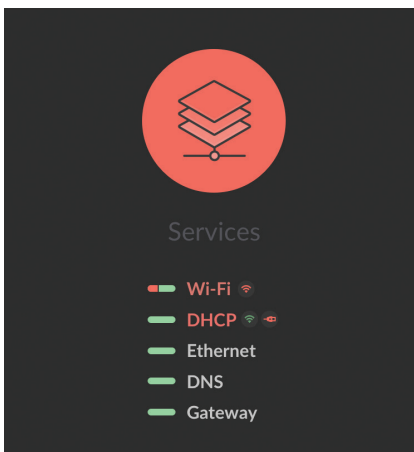 Services
Wi-Fi
DHCP
Ethernet
DNS
Gateway